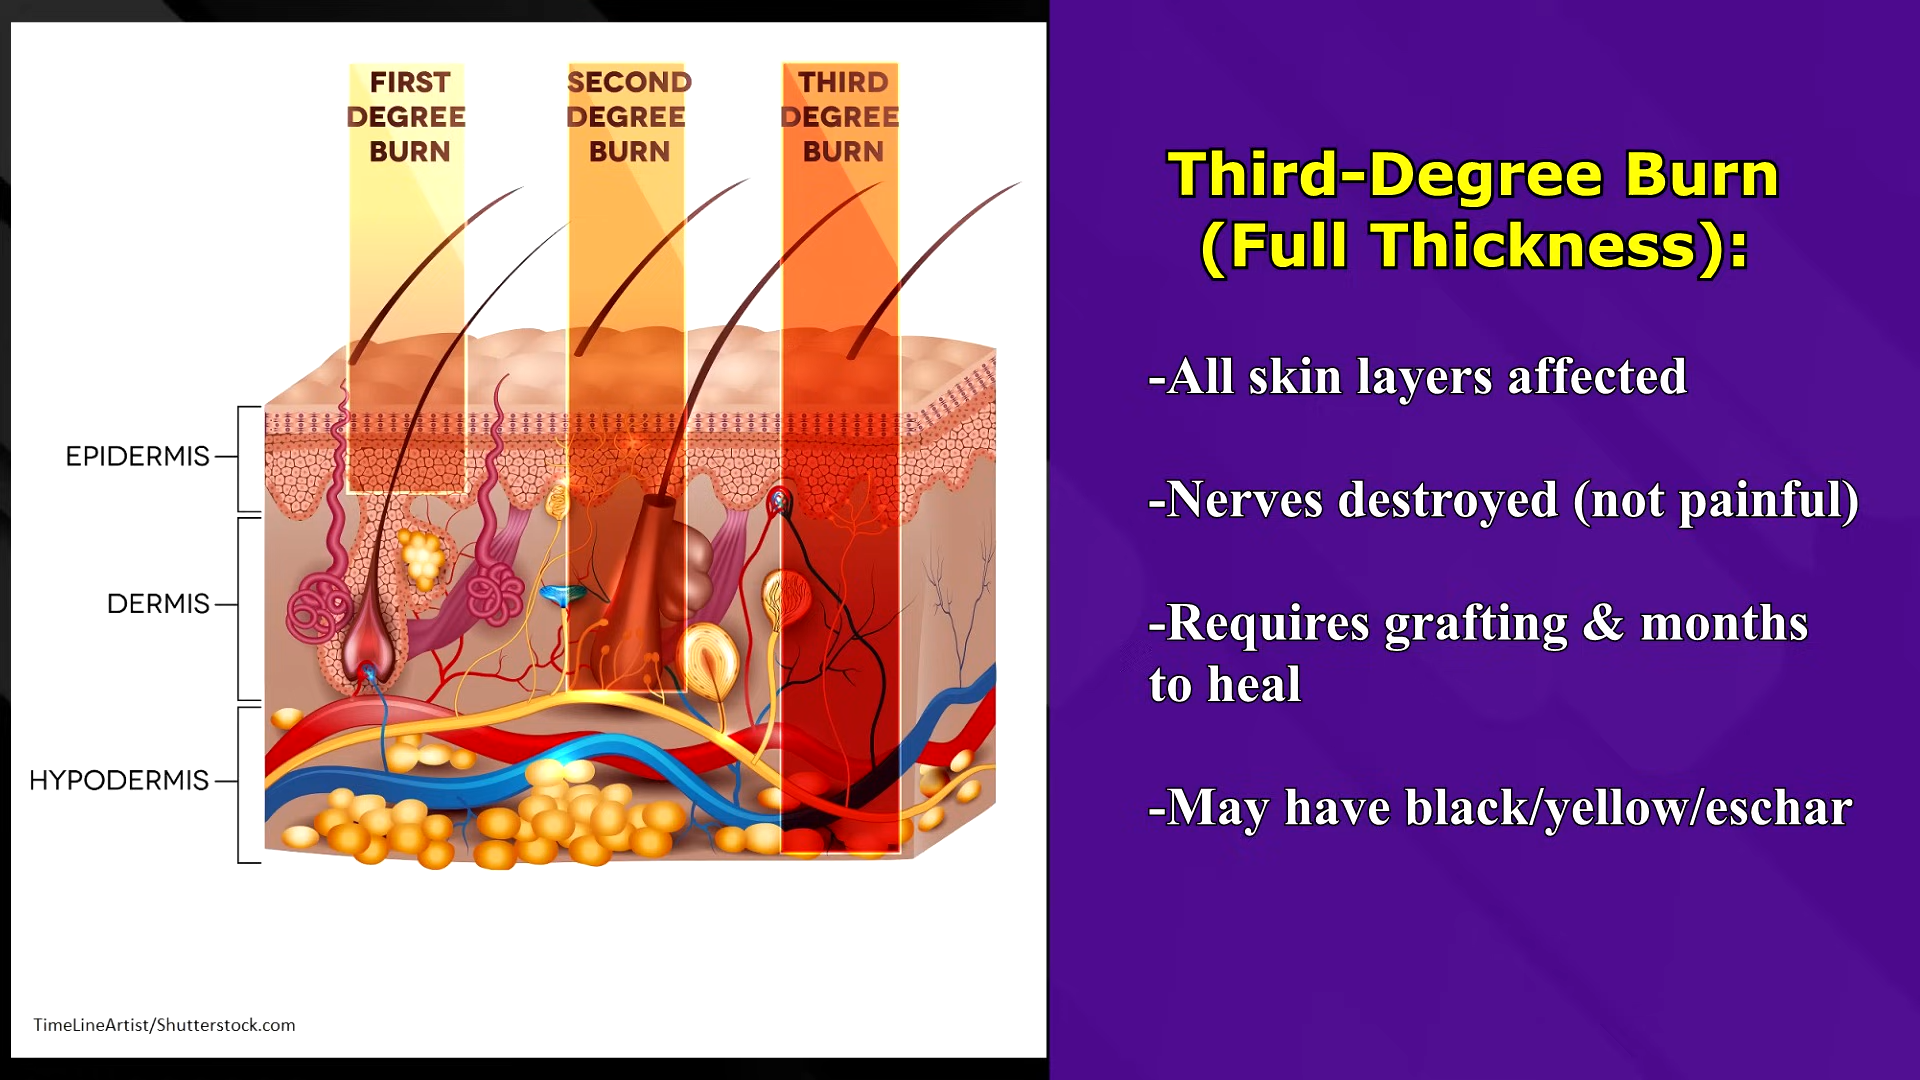 FIRST
DEGREE
BURN
SECOND
DEGREE
BURN
THIRD
DEGREE
BURN
EPIDERMIS
DERMIS
HYPODERMIS
TimeLineArtist/Shutterstock.com
Third-Degree Burn
(Full Thickness):
-All skin layers affected
-Nerves destroyed (not painful)
-Requires grafting & months
to heal
-May have black/yellow/eschar